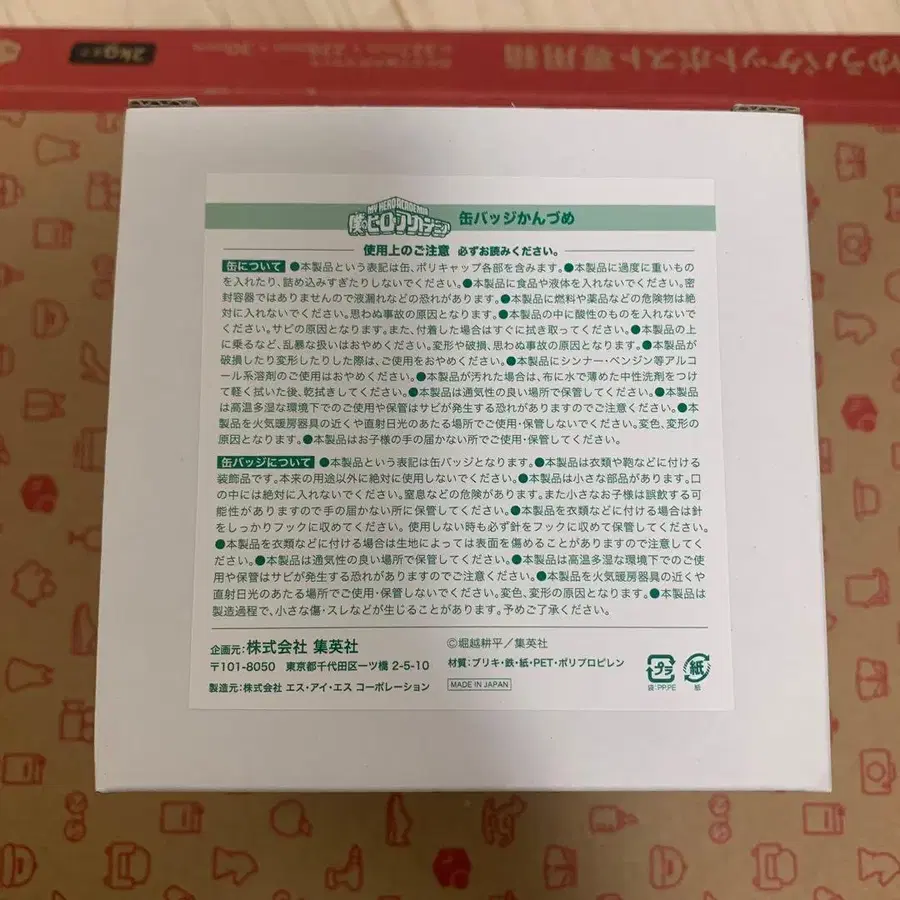 ゆうパケットポスト専用箱
2kgまで
MY HERO ACADEMIA
僕のヒーローアカデミア
缶バッジかんづめ
使用上のご注意 必ずお読みください。
缶について ●本製品という表記は缶、ポリキャップ各部を含みます。●本製品に過度に重いもの
を入れたり、詰め込みすぎたりしないでください。●本製品に食品や液体を入れないでください。密
封容器ではありませんので液漏れなどの恐れがあります。●本製品に燃料や薬品などの危険物は絶
対に入れないでください。思わぬ事故の原因となります。●本製品の中に酸性のものを入れないでく
ください。サビの原因となります。また、付着した場合はすぐに拭き取ってください。●本製品の上
に乗るなど、乱暴な扱いはおやめください。変形や破損、思わぬ事故の原因となります。●本製品が
破損したり変形したりした際は、ご使用をおやめください。●本製品にシンナー・ベンジン等アルコ
ール系溶剤のご使用はおやめください。●本製品が汚れた場合は、布に水で薄めた中性洗剤をつけ
て軽く拭いた後、乾拭きしてください。●本製品は通気性の良い場所で保管してください。●本製品
は高温多湿な環境下でのご使用や保管はサビが発生する恐れがありますのでご注意ください。●本
製品を火気暖房器具の近くや直射日光のあたる場所でご使用・保管しないでください。変色、変形の
原因となります。●本製品はお子様の手の届かない所でご使用・保管してください。
缶バッジについて ●本製品という表記は缶バッジとなります。●本製品は衣類や鞄などに付ける
装飾品です。本来の用途以外に絶対に使用しないでください。●本製品は小さな部品があります。口
の中には絶対に入れないでください。窒息などの危険があります。また小さなお子様は誤飲する可
能性がありますので手の届かない所に保管してください。●本製品を衣類などに付ける場合は針
をしっかりフックに収めてください。使用しない時も必ず針をフックに収めて保管してください。
●本製品を衣類などに付ける場合は生地によっては表面を傷めることがありますので注意してく
ださい。●本製品は通気性の良い場所で保管してください。●本製品は高温多湿な環境下でのご使
用や保管はサビが発生する恐れがありますのでご注意ください。●本製品を火気暖房器具の近くや
直射日光のあたる場所でご使用・保管しないでください。変色、変形の原因となります。●本製品は
製造過程で、小さな傷・スレなどが生じることがあります。予めご了承ください。
企画元:株式会社 集英社
〒101-8050 東京都千代田区一ツ橋 2-5-10
製造元:株式会社 エス・アイ・エス コーポレーション
©堀越耕平/集英社
材質:ブリキ・鉄・紙・PET・ポリプロピレン
MADE IN JAPAN
プラ
袋:PP,PE
紙
紙